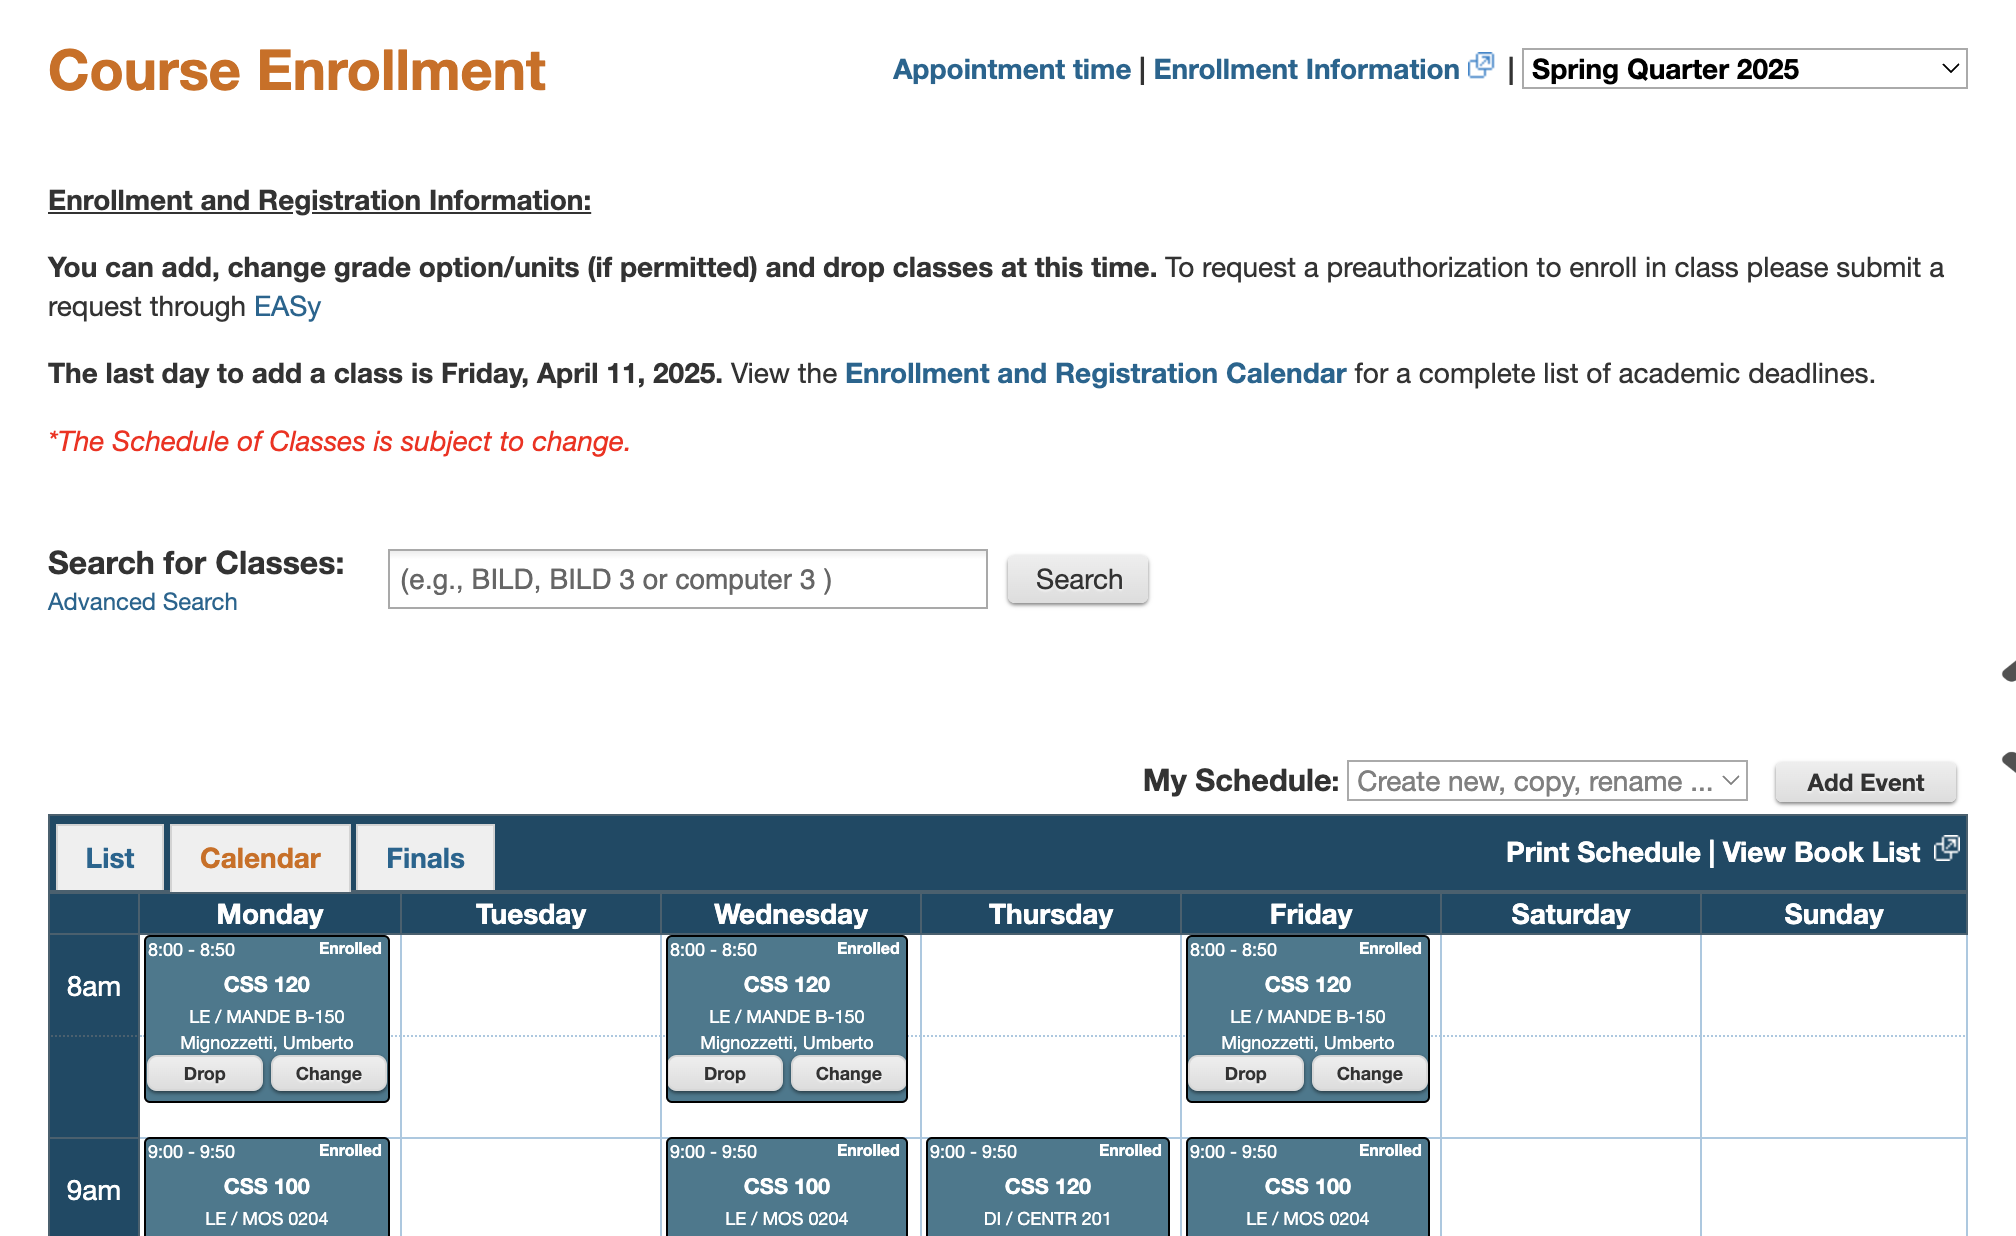 Course Enrollment
Appointment time | Enrollment Information | Spring Quarter 2025
Enrollment and Registration Information:
You can add, change grade option/units (if permitted) and drop classes at this time. To request a preauthorization to enroll in class please submit a
request through EASy
The last day to add a class is Friday, April 11, 2025. View the Enrollment and Registration Calendar for a complete list of academic deadlines.
*The Schedule of Classes is subject to change.
Search for Classes:
Advanced Search
(e.g., BILD, BILD 3 or computer 3 )
Search
My Schedule: Create new, copy, rename ... Add Event
List Calendar Finals Print Schedule | View Book List
Monday Tuesday Wednesday Thursday Friday Saturday Sunday
8am
8:00 - 8:50 Enrolled
CSS 120
LE / MANDE B-150
Mignozzetti, Umberto
Drop Change
8:00 - 8:50 Enrolled
CSS 120
LE / MANDE B-150
Mignozzetti, Umberto
Drop Change
8:00 - 8:50 Enrolled
CSS 120
LE / MANDE B-150
Mignozzetti, Umberto
Drop Change
9am
9:00 - 9:50 Enrolled
CSS 100
LE / MOS 0204
9:00 - 9:50 Enrolled
CSS 100
LE / MOS 0204
9:00 - 9:50 Enrolled
CSS 120
DI / CENTR 201
9:00 - 9:50 Enrolled
CSS 100
LE / MOS 0204